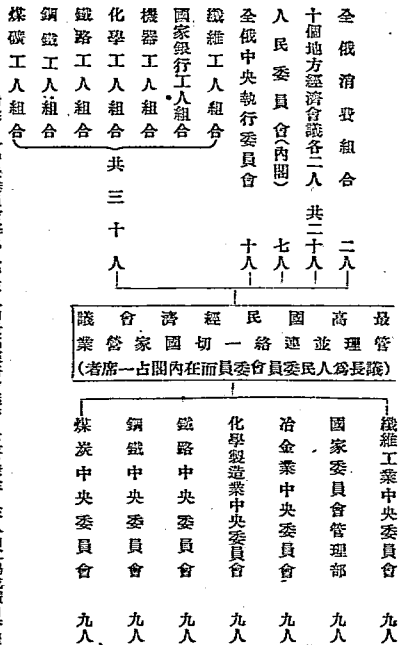 全俄消費組合 二人
十個地方經濟會議各二人 共二十人
人民委員會(內閣) 七人
全俄中央執行委員會 十人
纖維工人組合
國家銀行工人組合
機器工人組合
化學工人組合
鐵路工人組合
銅鐵工人組合
煤礦工人組合
共三十人
最高國民經濟會議
管理並連絡一切國家營業
(議長爲人民委員會委員而在內閣占一席者)
纖維工業中央委員會 九人
國家委員會管理部 九人
冶金業中央委員會 九人
化學製造業中央委員會 九人
鐵路中央委員會 九人
銅鐵中央委員會 九人
煤炭中央委員會 九人